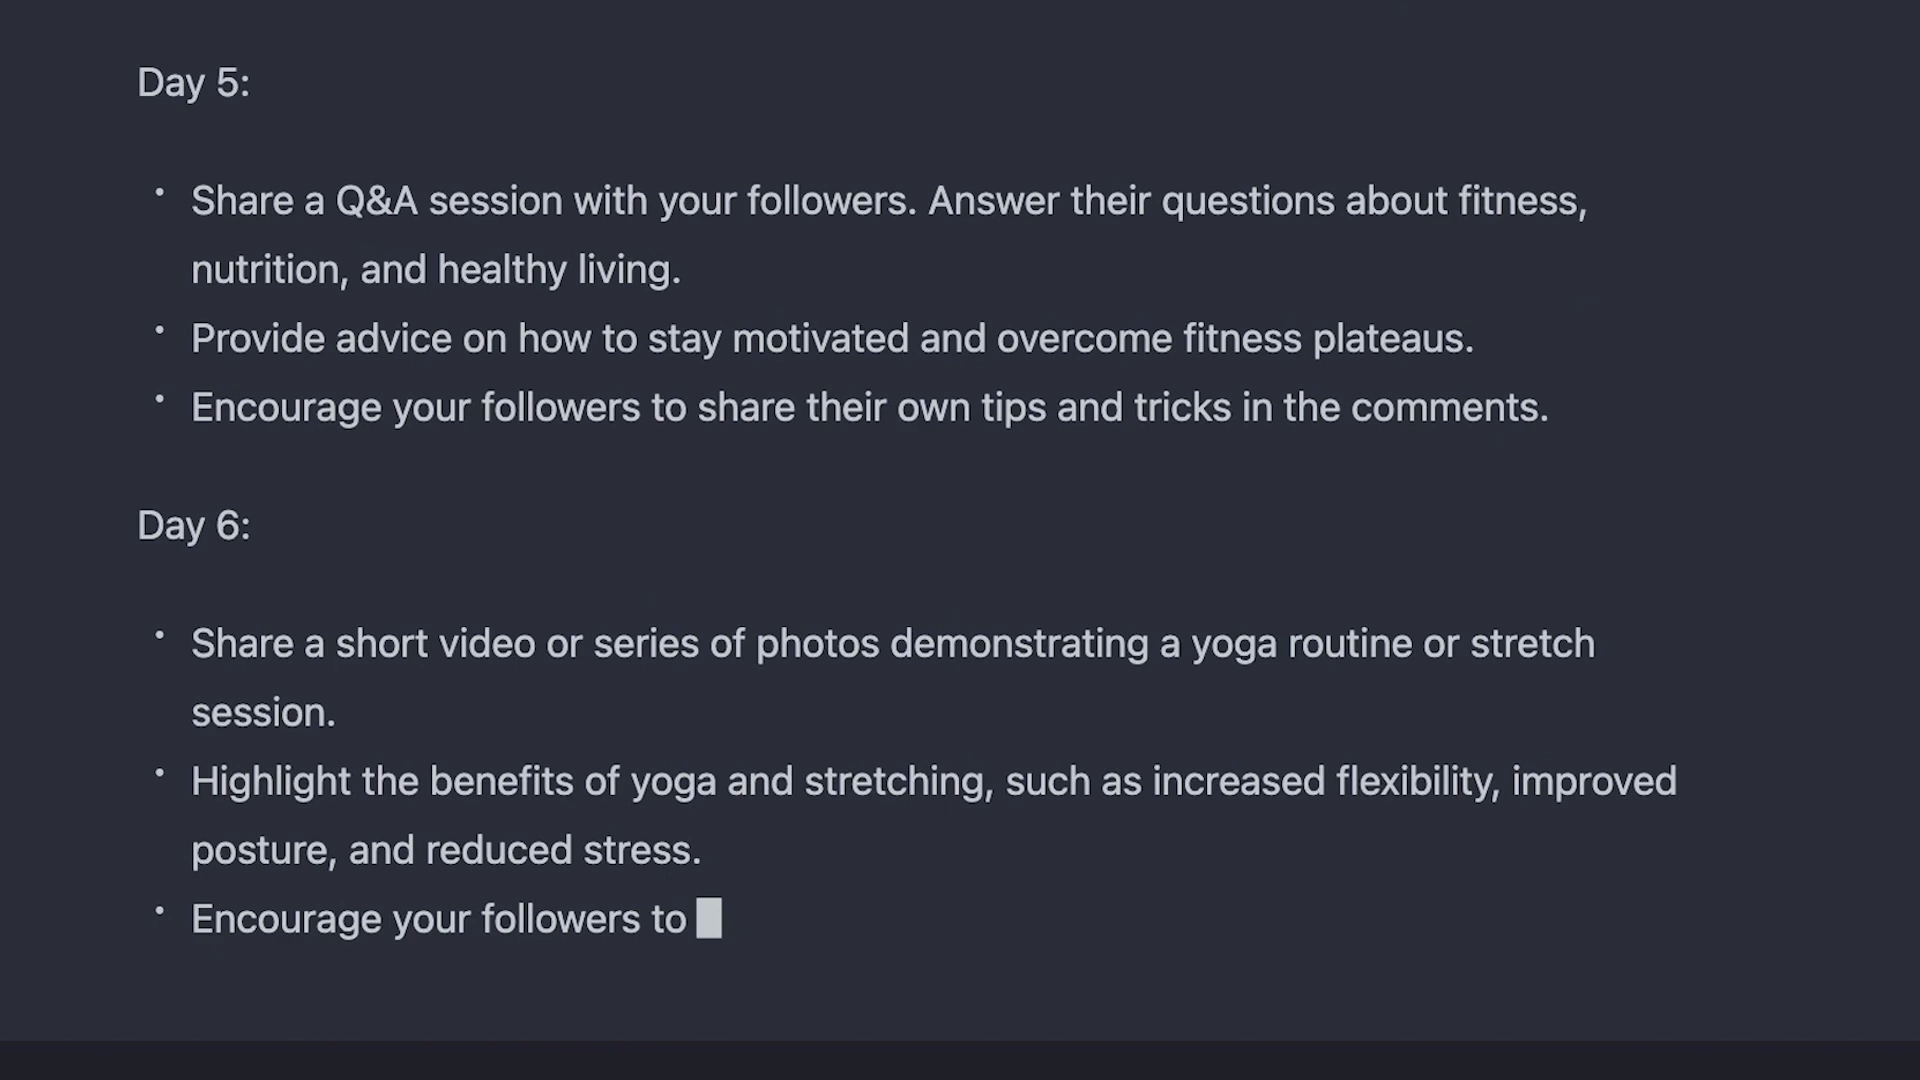 Day 5:
• Share a Q&A session with your followers. Answer their questions about fitness,
nutrition, and healthy living.
• Provide advice on how to stay motivated and overcome fitness plateaus.
• Encourage your followers to share their own tips and tricks in the comments.
Day 6:
• Share a short video or series of photos demonstrating a yoga routine or stretch
session.
• Highlight the benefits of yoga and stretching, such as increased flexibility, improved
posture, and reduced stress.
• Encourage your followers to